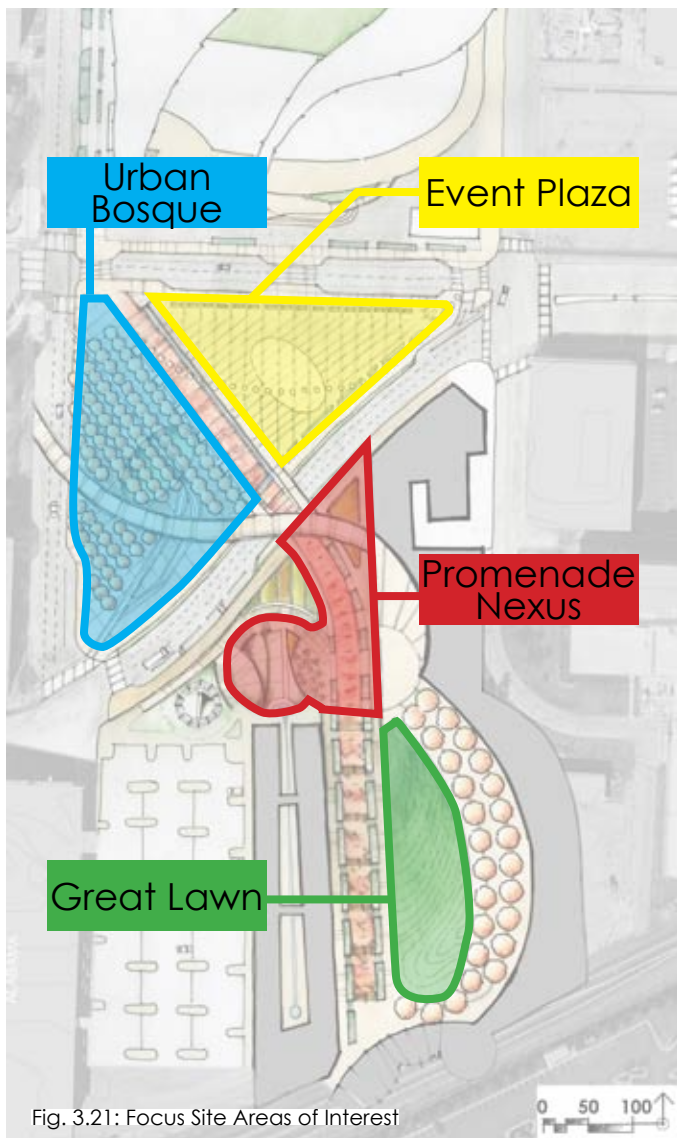 Urban
Bosque
Event Plaza
Promenade
Nexus
Great Lawn
Fig. 3.21: Focus Site Areas of Interest
0 50 100